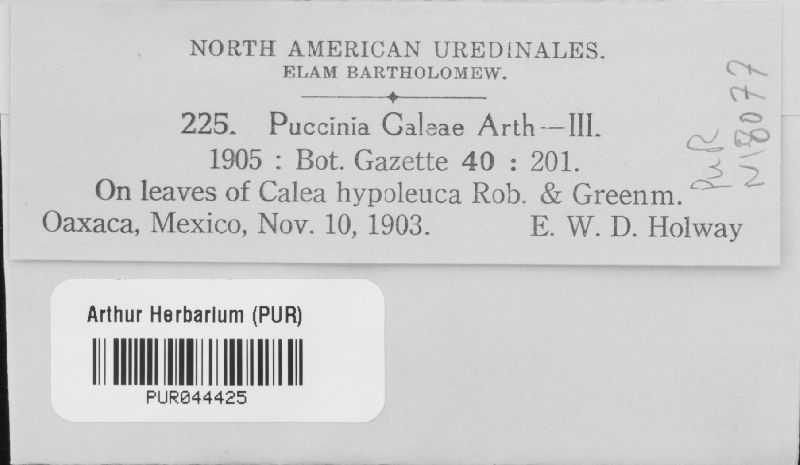 NORTH AMERICAN UREDINALES.
ELAM BARTHOLOMEW.
225. Puccinia Caleae Arth—III.
1905 : Bot. Gazette 40 : 201.
On leaves of Calea hypoleuca Rob. & Greenm.
Oaxaca, Mexico, Nov. 10, 1903. E. W. D. Holway
PUR
N18077
Arthur Herbarium (PUR)
PUR044425